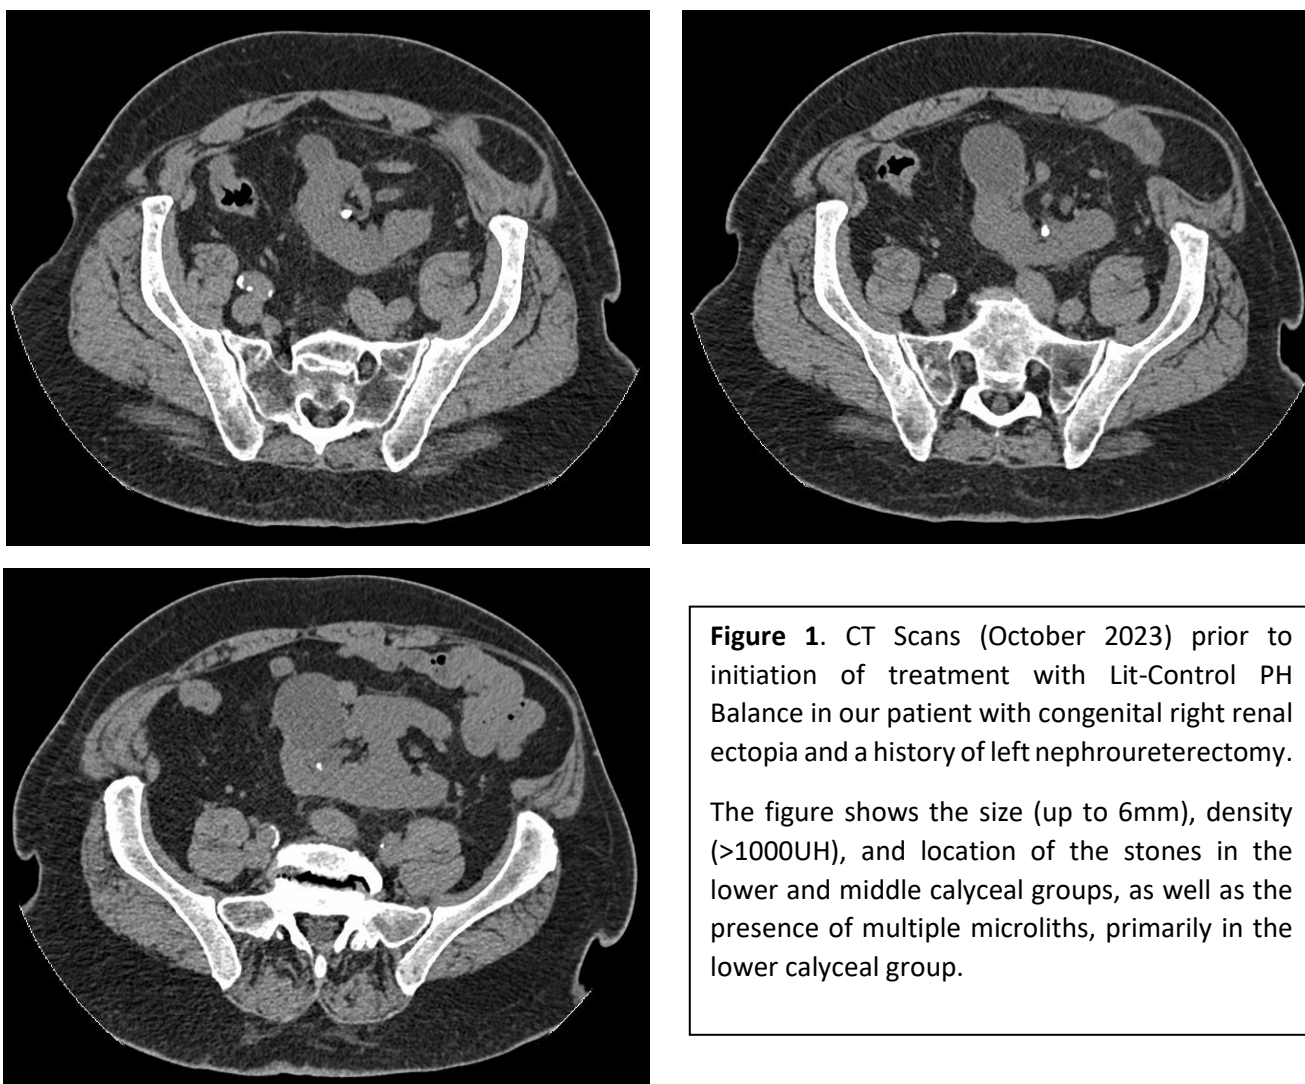 Figure 1. CT Scans (October 2023) prior to
initiation of treatment with Lit-Control PH
Balance in our patient with congenital right renal
ectopia and a history of left nephroureterectomy.
The figure shows the size (up to 6mm), density
(>1000UH), and location of the stones in the
lower and middle calyceal groups, as well as the
presence of multiple microliths, primarily in the
lower calyceal group.